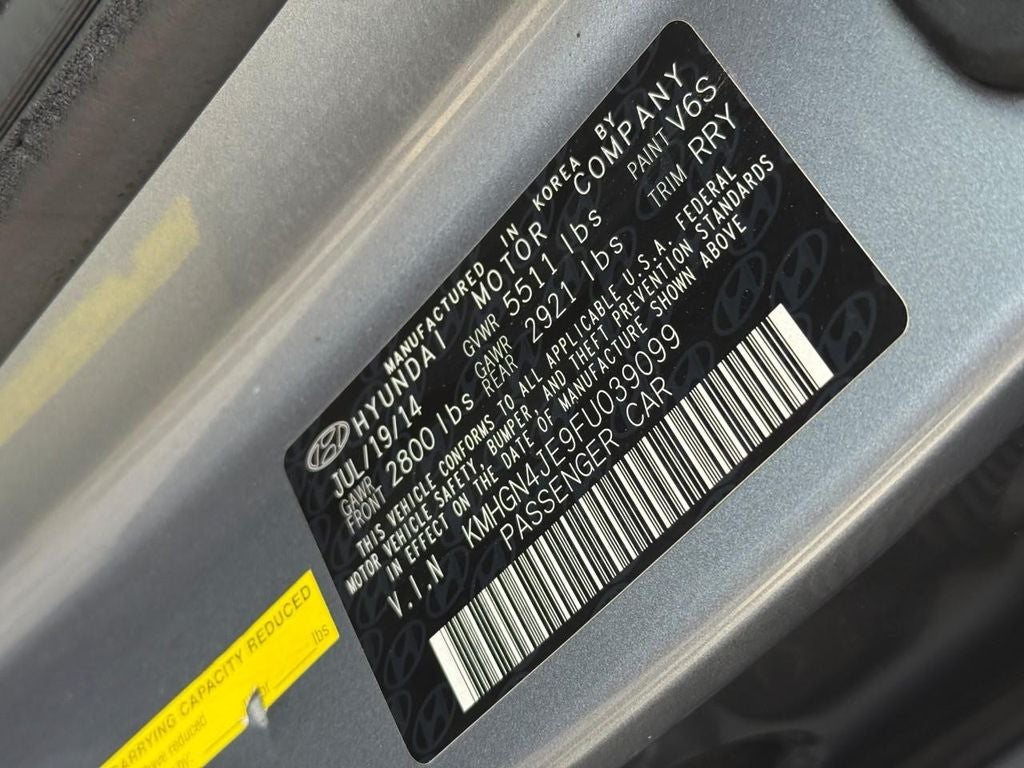 MANUFACTURED IN KOREA BY
HYUNDAI MOTOR COMPANY
JUL/19/14 GVWR 5511 lbs PAINT V6S
GAWR FRONT 2800 lbs GAWR REAR 2921 lbs TRIM RRY
THIS VEHICLE CONFORMS TO ALL APPLICABLE U.S.A. FEDERAL
MOTOR VEHICLE SAFETY, BUMPER, AND THEFT PREVENTION STANDARDS
IN EFFECT ON THE DATE OF MANUFACTURE SHOWN ABOVE
V.I.N KMHGN4JE9FU039099
PASSENGER CAR
CARRYING CAPACITY REDUCED
reduced lbs